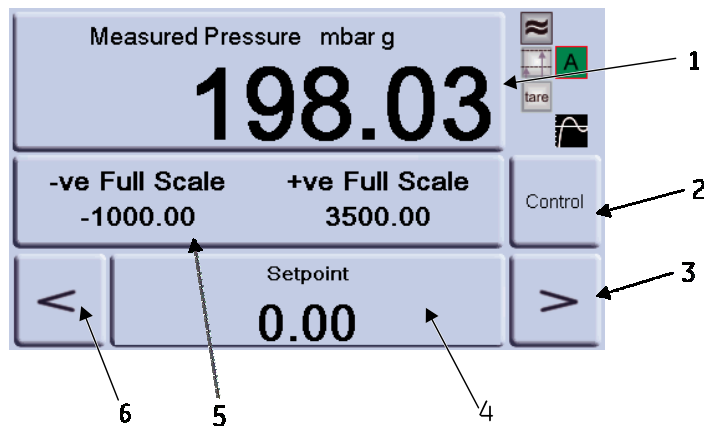 Measured Pressure mbar g
198.03
A
tare
1
-ve Full Scale +ve Full Scale
-1000.00 3500.00
Control
2
<
Setpoint
0.00
>
3
6
5
4